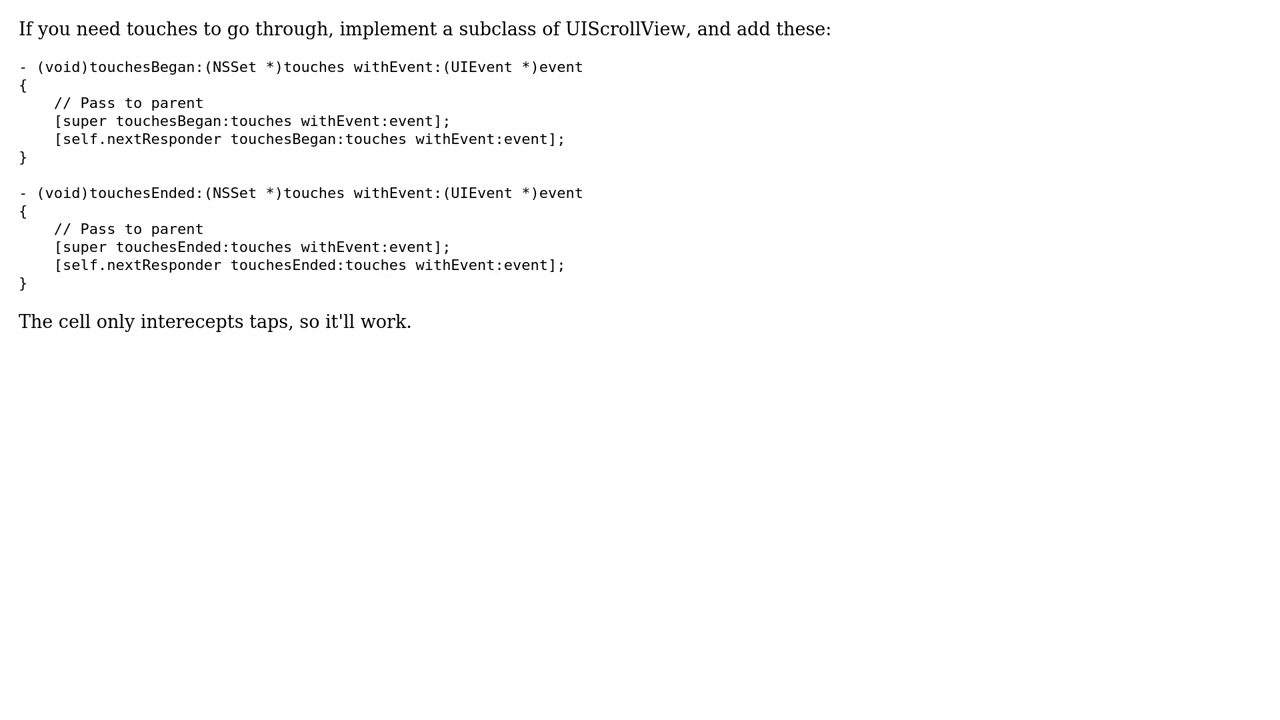 If you need touches to go through, implement a subclass of UIScrollView, and add these:
- (void)touchesBegan:(NSSet *)touches withEvent:(UIEvent *)event
{
    // Pass to parent
    [super touchesBegan:touches withEvent:event];
    [self.nextResponder touchesBegan:touches withEvent:event];
}
- (void)touchesEnded:(NSSet *)touches withEvent:(UIEvent *)event
{
    // Pass to parent
    [super touchesEnded:touches withEvent:event];
    [self.nextResponder touchesEnded:touches withEvent:event];
}
The cell only interecepts taps, so it'll work.